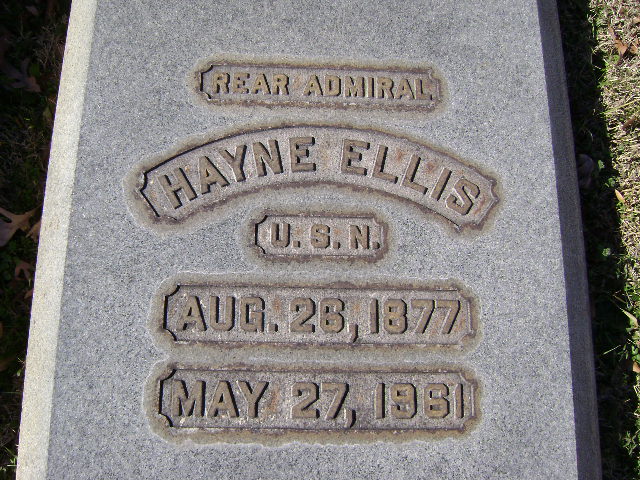 REAR ADMIRAL
HAYNE ELLIS
U. S. N.
AUG. 26, 1877
MAY 27, 1961